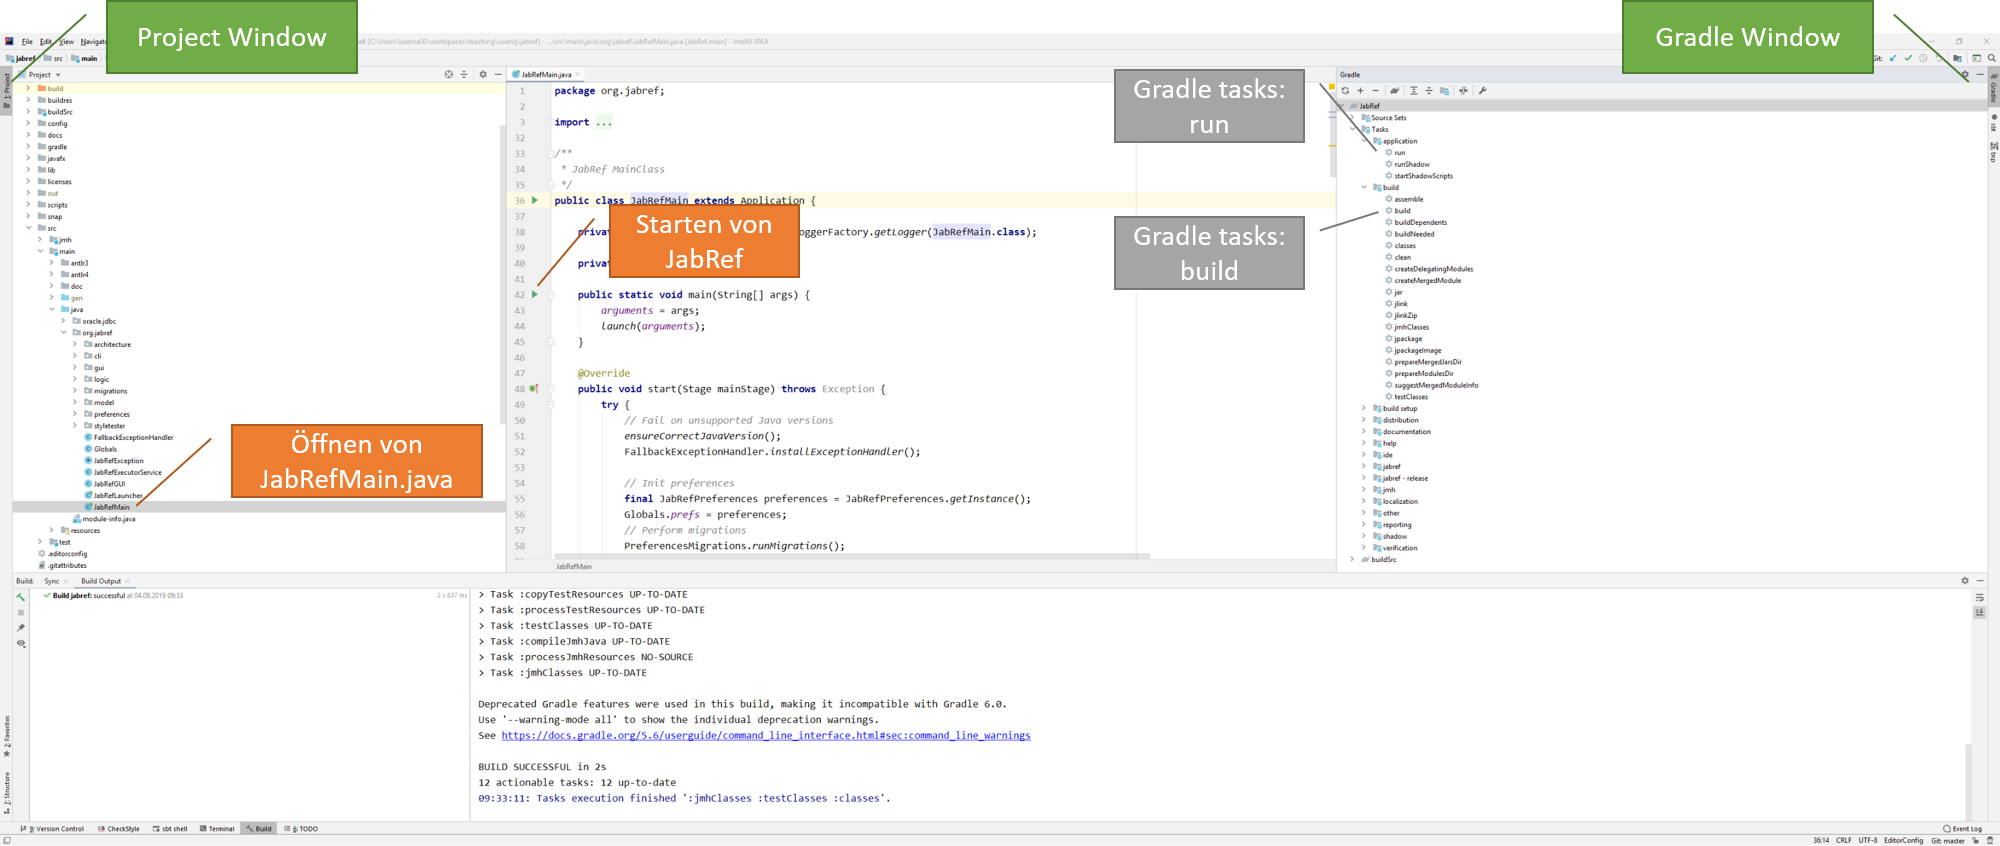 Project Window
Gradle Window
File Edit View Navigate
[C:\Users\luetma00\workspaces\teaching\sweng\jabref] - ...\src\main\java\org\jabref\JabRefMain.java [JabRef.main] - IntelliJ IDEA
jabref src main
Git:
1: Project
Project
build
buildres
buildSrc
config
docs
gradle
javafx
lib
licenses
out
scripts
snap
src
jmh
main
antlr3
antlr4
doc
gen
java
oracle.jdbc
org.jabref
architecture
cli
gui
logic
migrations
model
preferences
styletester
FallbackExceptionHandler
Globals
JabRefException
JabRefExecutorService
JabRefGUI
JabRefLauncher
JabRefMain
module-info.java
resources
test
.editorconfig
.gitattributes
Öffnen von
JabRefMain.java
JabRefMain.java
1 package org.jabref;
2
3 import ...
32
33 /**
34 * JabRef MainClass
35 */
36 public class JabRefMain extends Application {
37
38 oggerFactory.getLogger(JabRefMain.class);
39
40
41
42 public static void main(String[] args) {
43 arguments = args;
44 launch(arguments);
45 }
46
47 @Override
48 public void start(Stage mainStage) throws Exception {
49 try {
50 // Fail on unsupported Java versions
51 ensureCorrectJavaVersion();
52 FallbackExceptionHandler.installExceptionHandler();
53
54 // Init preferences
55 final JabRefPreferences preferences = JabRefPreferences.getInstance();
56 Globals.prefs = preferences;
57 // Perform migrations
58 PreferencesMigrations.runMigrations();
JabRefMain
Starten von
JabRef
Gradle tasks:
run
Gradle tasks:
build
Gradle
JabRef
Source Sets
Tasks
application
run
runShadow
startShadowScripts
build
assemble
build
buildDependents
buildNeeded
classes
clean
createDelegatingModules
createMergedModule
jar
jlink
jlinkZip
jmhClasses
jpackage
jpackageImage
prepareMergedJarsDir
prepareModulesDir
suggestMergedModuleInfo
testClasses
build setup
distribution
documentation
help
ide
jabref
jabref - release
jmh
localization
other
reporting
shadow
verification
buildSrc
Gradle
sbt
bsp
Build: Sync Build Output
Build jabref: successful at 04.09.2019 09:33 2 s 637 ms
> Task :copyTestResources UP-TO-DATE
> Task :processTestResources UP-TO-DATE
> Task :testClasses UP-TO-DATE
> Task :compileJmhJava UP-TO-DATE
> Task :processJmhResources NO-SOURCE
> Task :jmhClasses UP-TO-DATE
Deprecated Gradle features were used in this build, making it incompatible with Gradle 6.0.
Use '--warning-mode all' to show the individual deprecation warnings.
See https://docs.gradle.org/5.6/userguide/command_line_interface.html#sec:command_line_warnings
BUILD SUCCESSFUL in 2s
12 actionable tasks: 12 up-to-date
09:33:11: Tasks execution finished ':jmhClasses :testClasses :classes'.
2: Favorites
Z: Structure
9: Version Control CheckStyle sbt shell Terminal Build 6: TODO
Event Log
36:14 CRLF UTF-8 EditorConfig Git: master